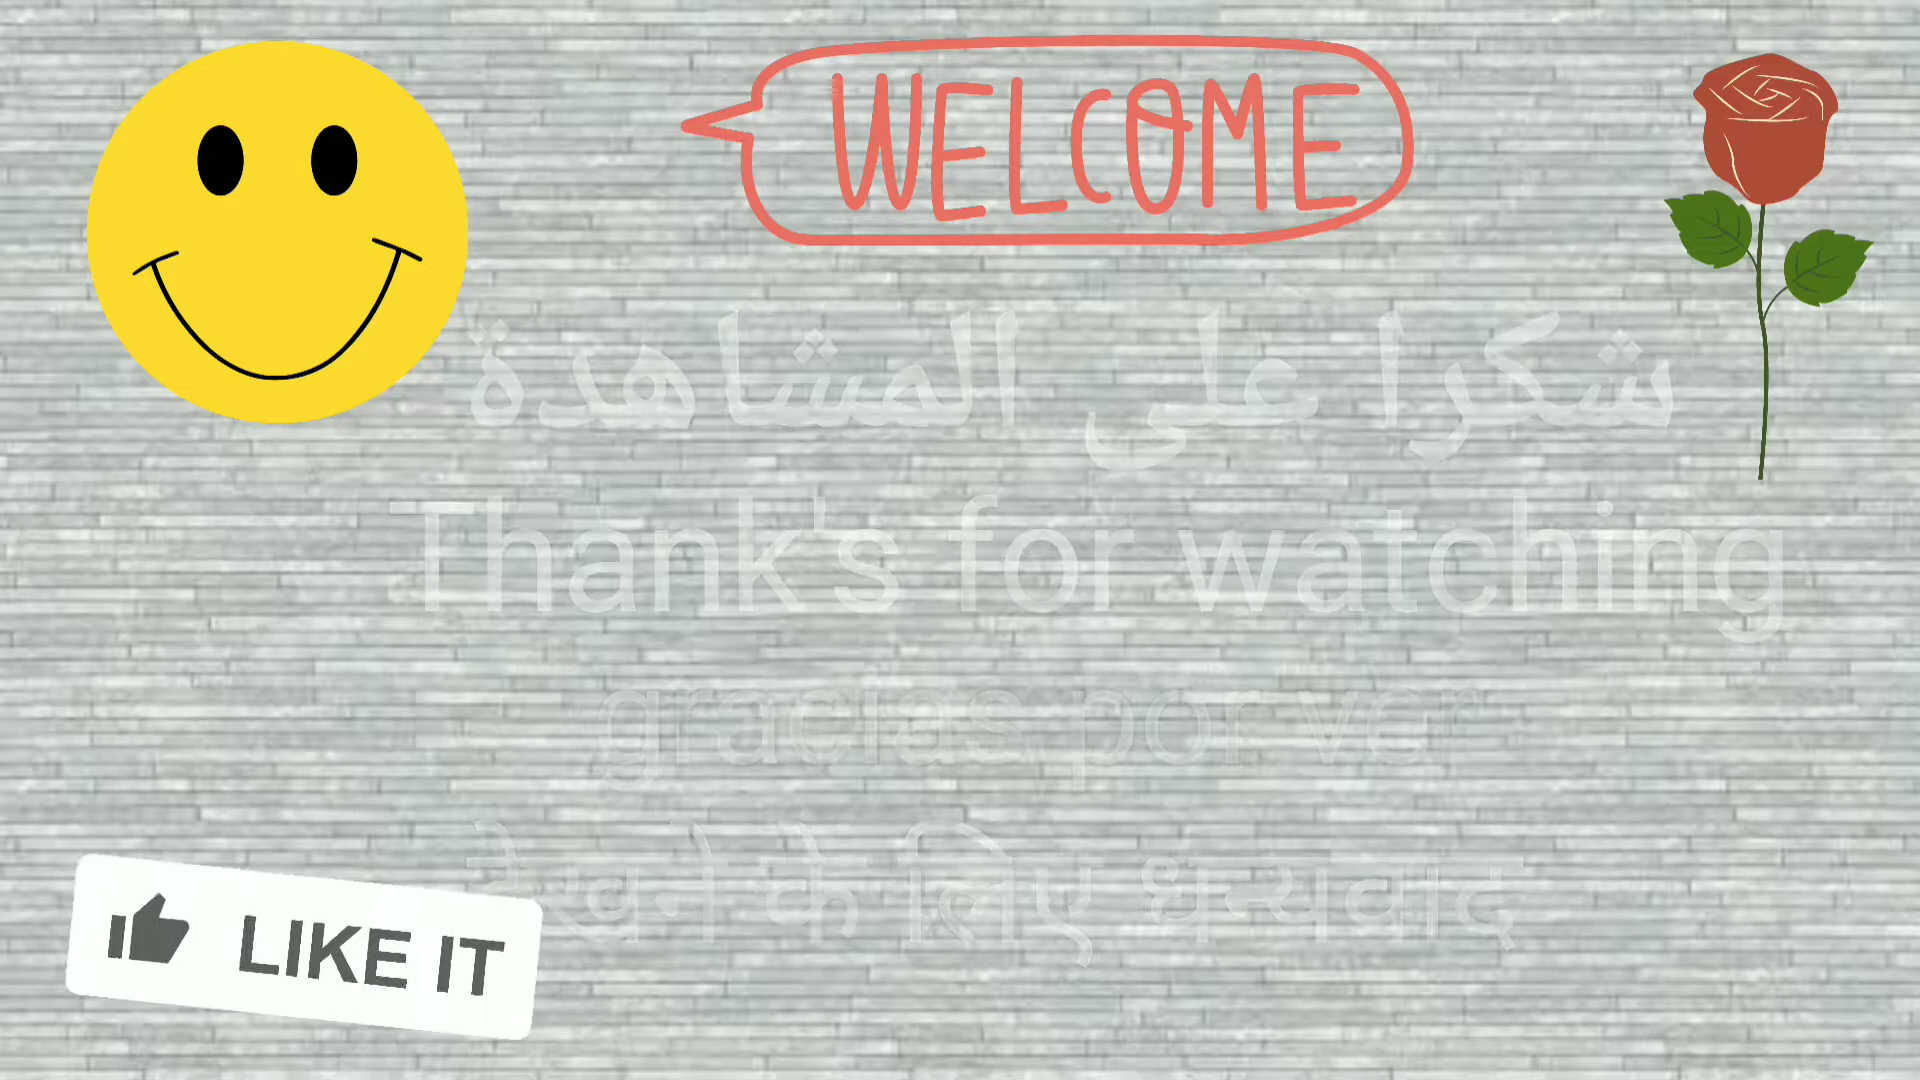 WELCOME
شكرا على المشاهدة
Thank's for watching
gracias por ver
देखने के लिए धन्यवाद
LIKE IT